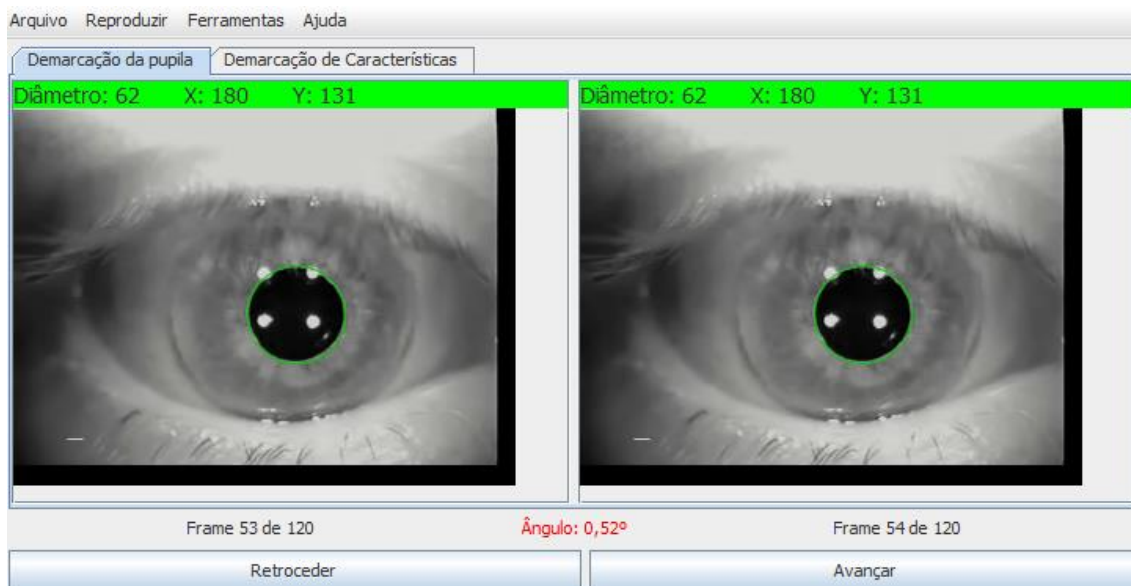 Arquivo Reproduzir Ferramentas Ajuda
Demarcação da pupila Demarcação de Características
Diâmetro: 62 X: 180 Y: 131
Diâmetro: 62 X: 180 Y: 131
Frame 53 de 120 Ângulo: 0,52º Frame 54 de 120
Retroceder Avançar